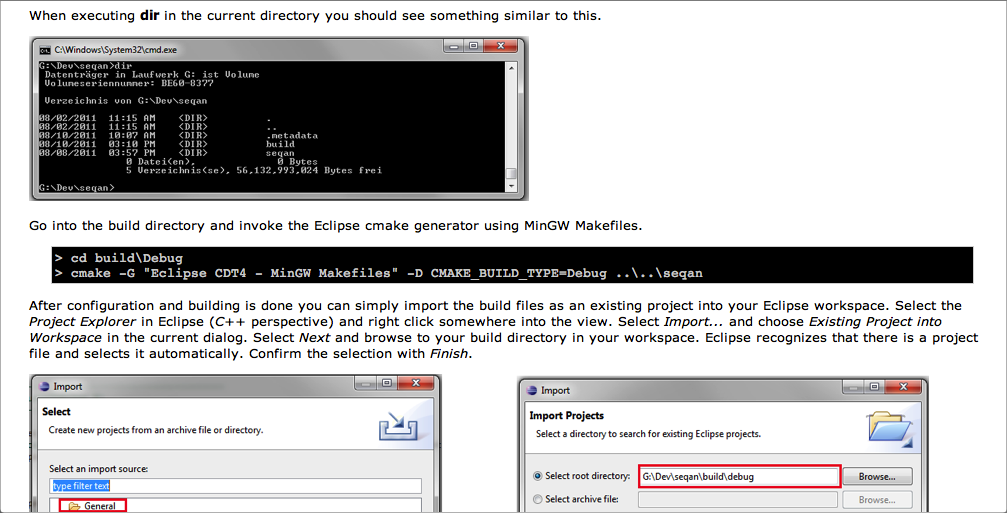 When executing dir in the current directory you should see something similar to this.
C:\Windows\System32\cmd.exe
G:\Dev\seqan>dir
Datenträger in Laufwerk G: ist Volume
Volumeseriennummer: BE60-8377
Verzeichnis von G:\Dev\seqan
08/02/2011 11:15 AM <DIR> .
08/02/2011 11:15 AM <DIR> ..
08/10/2011 10:07 AM <DIR> .metadata
08/10/2011 03:10 PM <DIR> build
08/08/2011 03:57 PM <DIR> seqan
0 Datei(en), 0 Bytes
5 Verzeichnis(se), 56,132,993,024 Bytes frei
G:\Dev\seqan>
Go into the build directory and invoke the Eclipse cmake generator using MinGW Makefiles.
> cd build\Debug
> cmake -G "Eclipse CDT4 - MinGW Makefiles" -D CMAKE_BUILD_TYPE=Debug ..\..\seqan
After configuration and building is done you can simply import the build files as an existing project into your Eclipse workspace. Select the
Project Explorer in Eclipse (C++ perspective) and right click somewhere into the view. Select Import... and choose Existing Project into
Workspace in the current dialog. Select Next and browse to your build directory in your workspace. Eclipse recognizes that there is a project
file and selects it automatically. Confirm the selection with Finish.
Import
Select
Create new projects from an archive file or directory.
Select an import source:
type filter text
General
Import
Import Projects
Select a directory to search for existing Eclipse projects.
Select root directory: G:\Dev\seqan\build\debug Browse...
Select archive file: Browse...